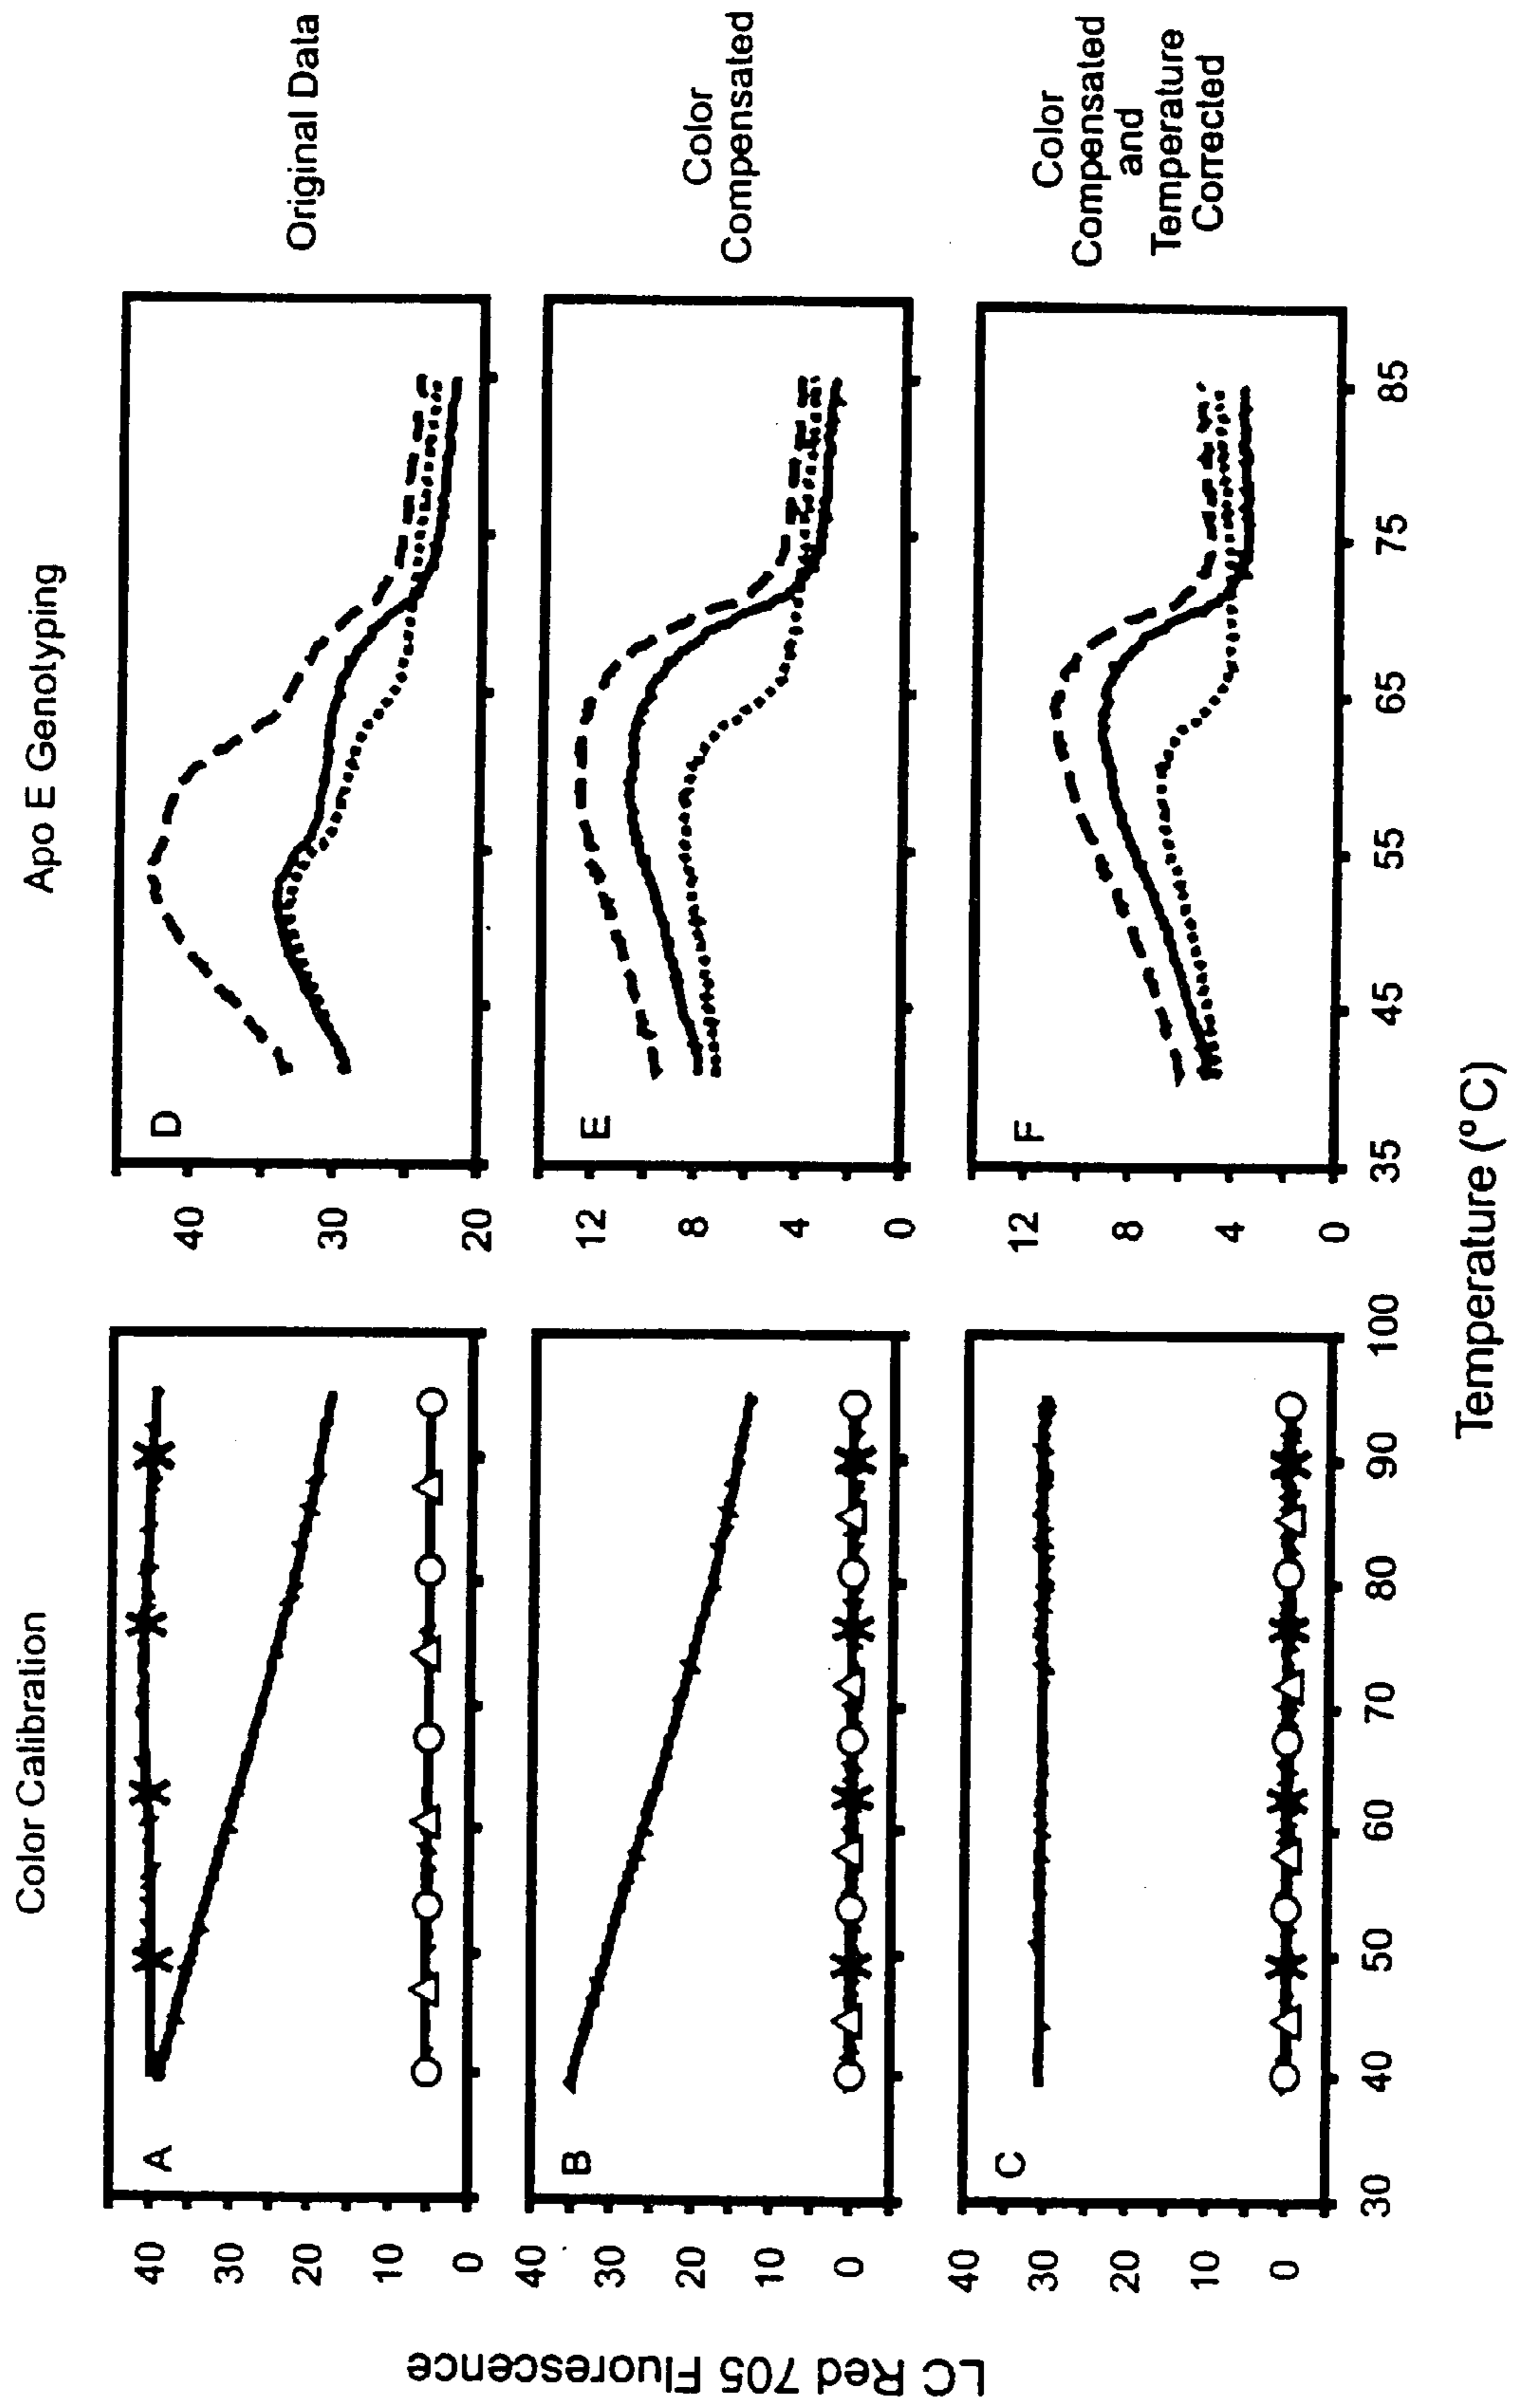 Color Calibration
Apo E Genotyping
LC Red 705 Fluorescence
A
40
30
20
10
0
D
40
30
20
Original Data
B
40
30
20
10
0
E
12
8
4
0
Color
Compensated
C
40
30
20
10
0
30 40 50 60 70 80 90 100
F
12
8
4
0
35 45 55 65 75 85
Color
Compensated
and
Temperature
Corrected
Temperature (ºC)